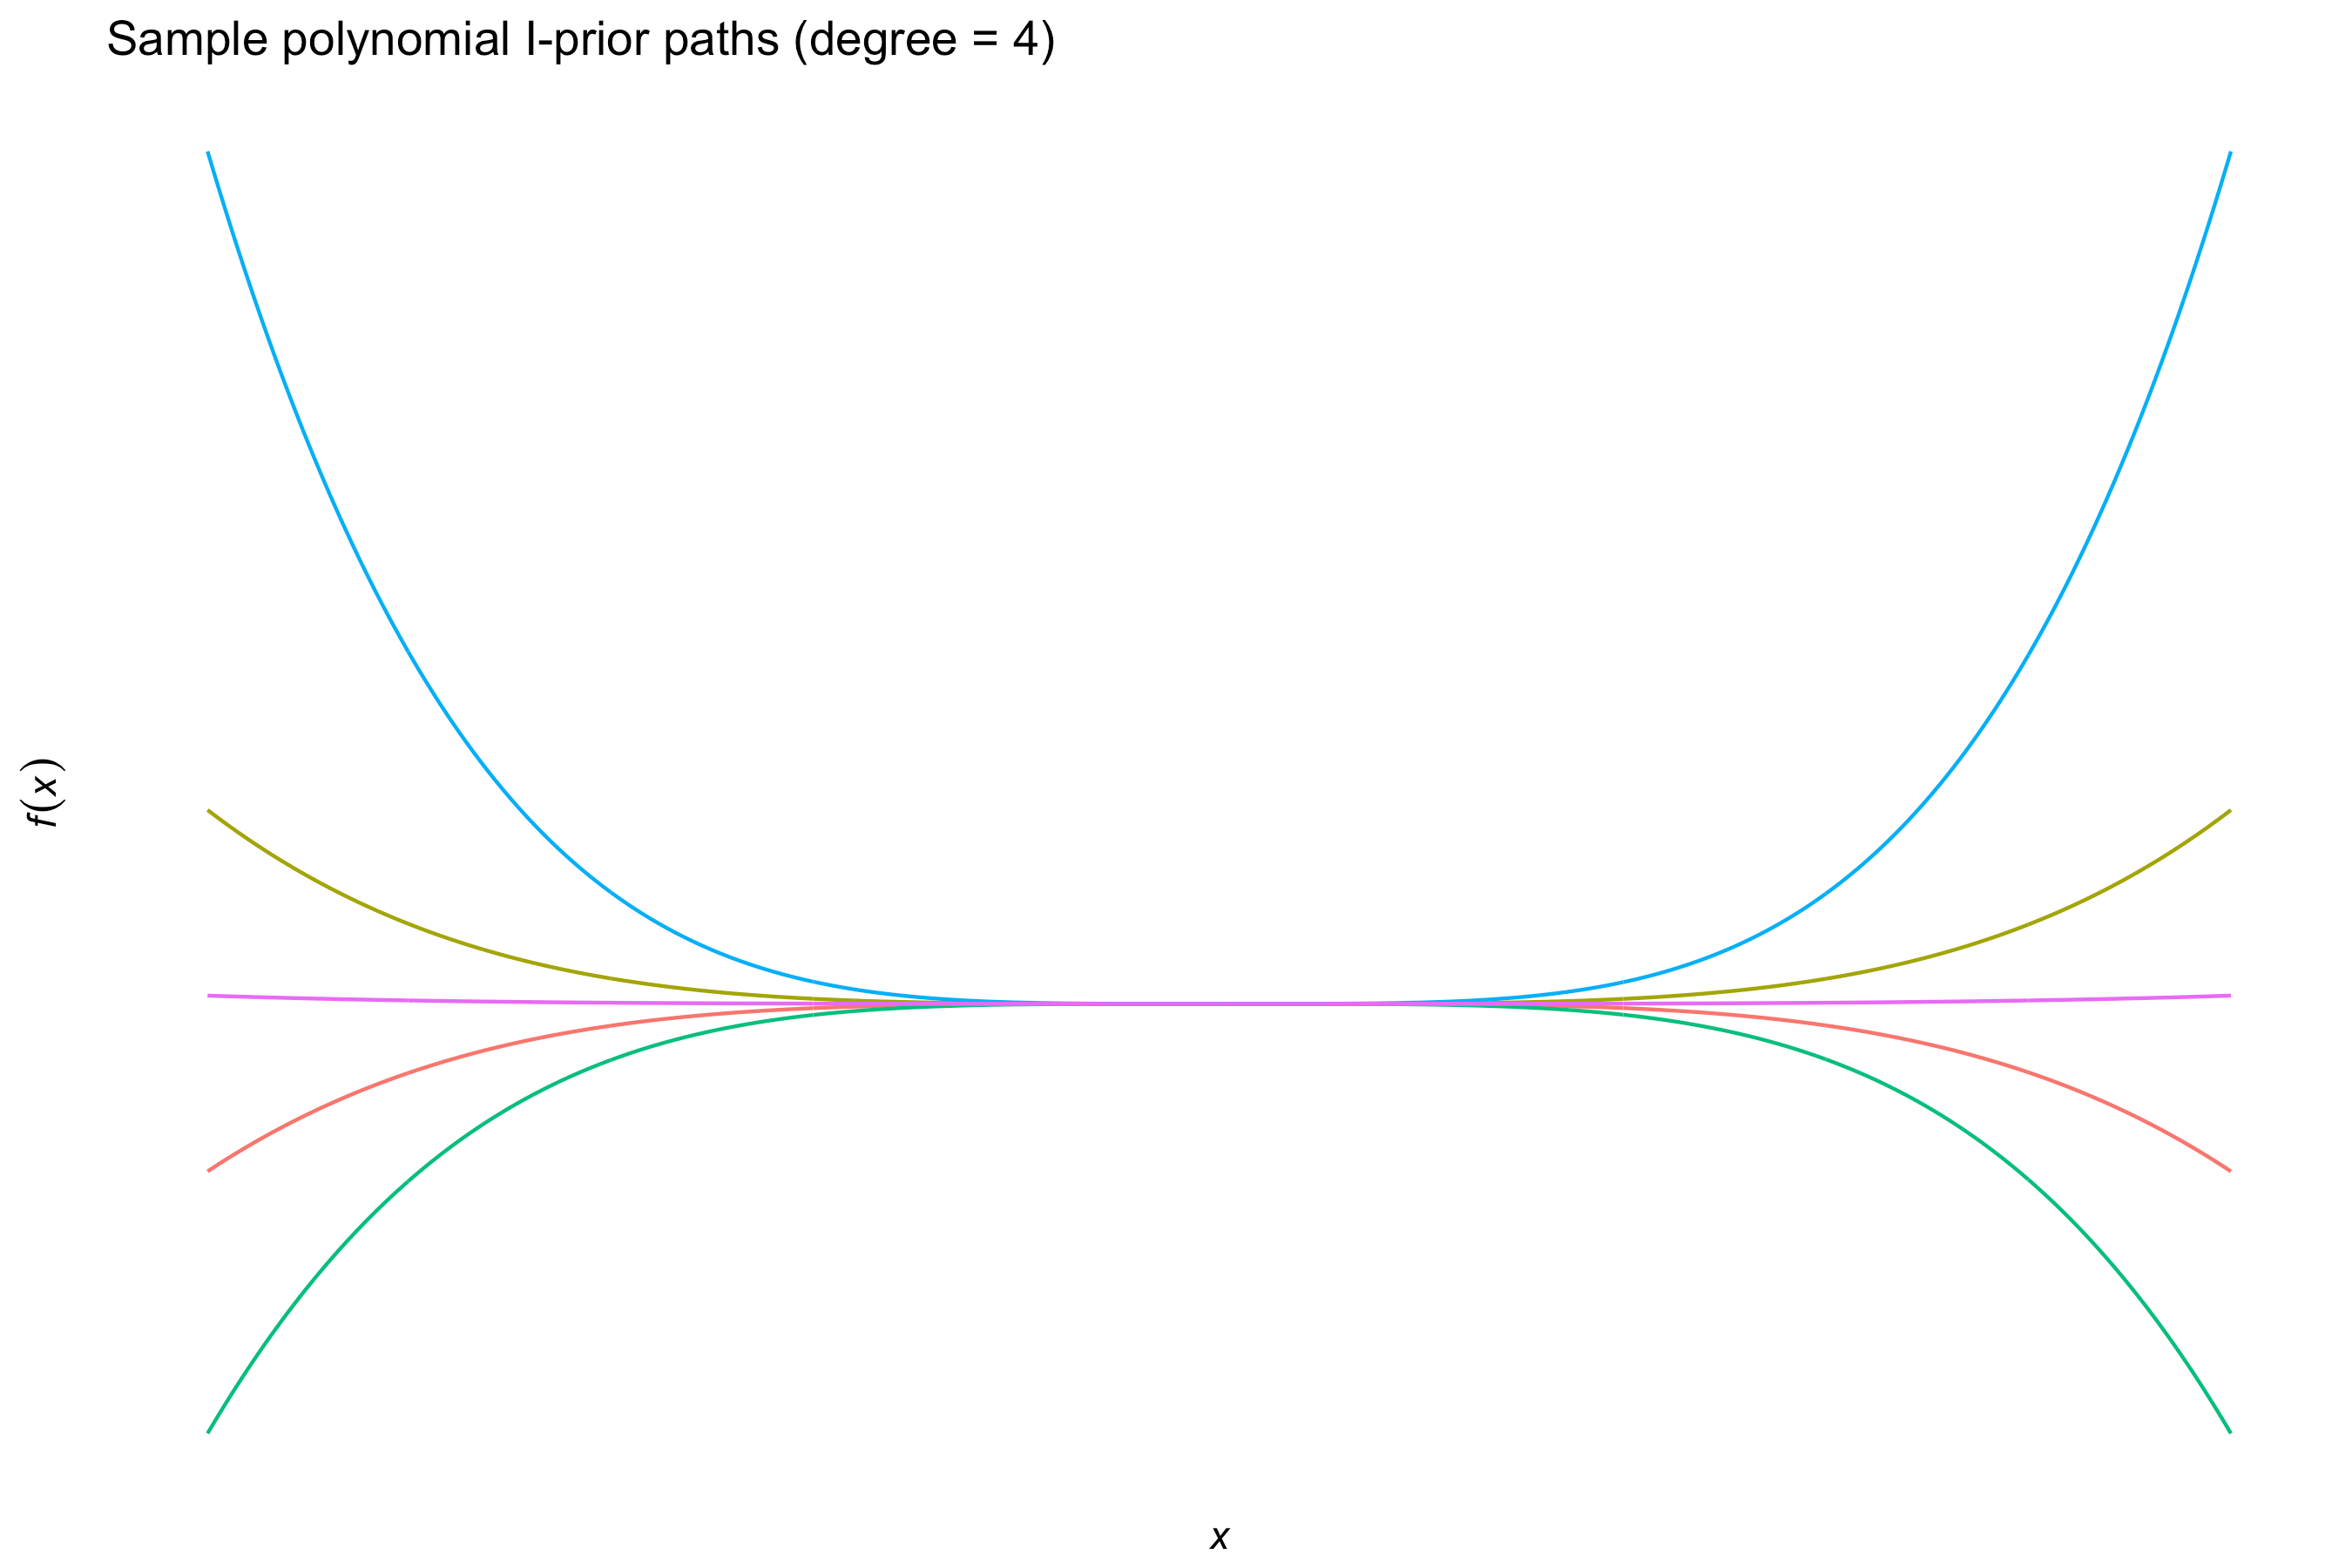 Sample polynomial I-prior paths (degree = 4)
f(x)
x